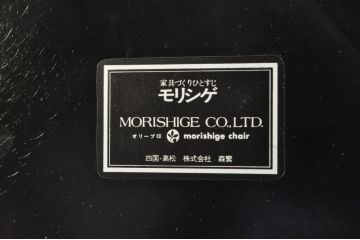 家具づくりひとすじ
モリシゲ
MORISHIGE CO.,LTD.
オリーブ印 morishige chair
四国・高松 株式会社 森繁